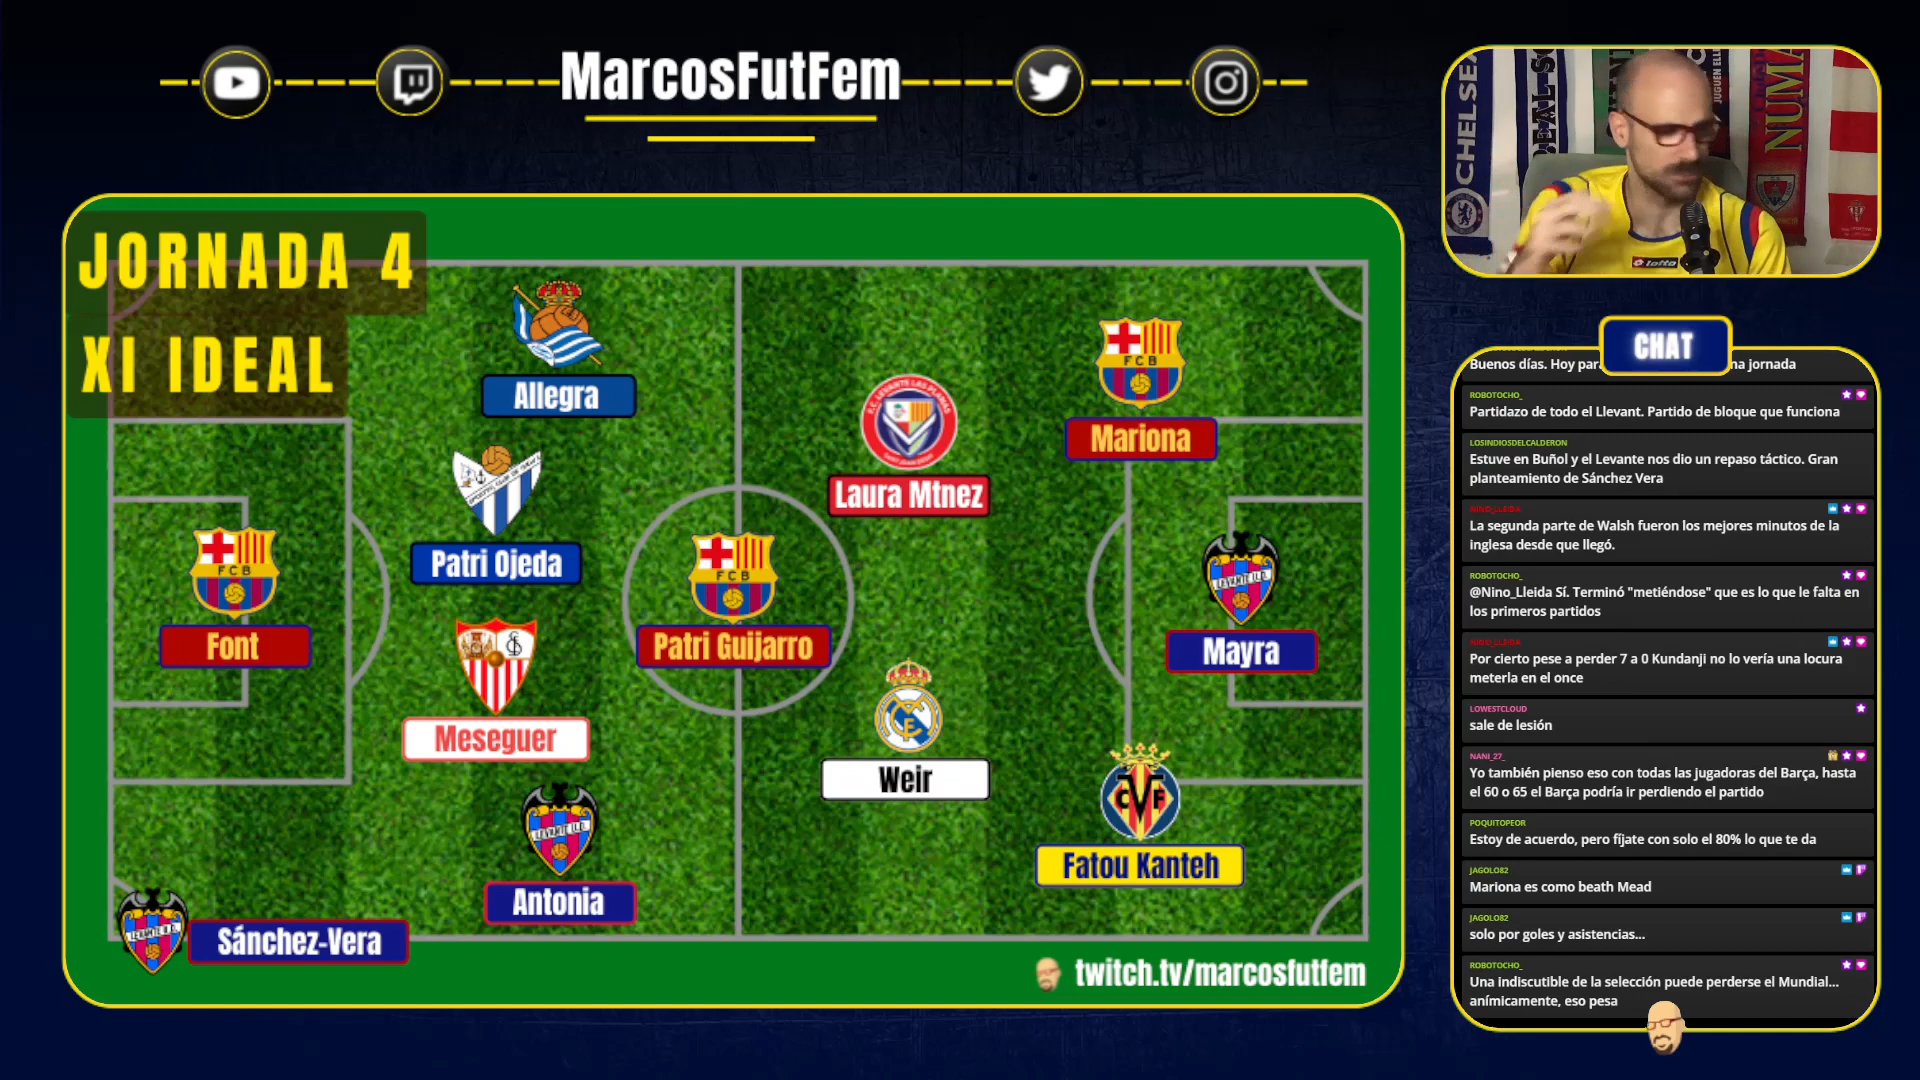 MarcosFutFem
JORNADA 4
XI IDEAL
Allegra
Mariona
Laura Mtnez
Patri Ojeda
Font
Patri Guijarro
Mayra
Meseguer
Weir
Fatou Kanteh
Antonia
Sánchez-Vera
twitch.tv/marcosfutfem
CHELSEA
NUMA
lotto
CHAT
Buenos días. Hoy
na jornada
ROBOTOCHO_
Partidazo de todo el Llevant. Partido de bloque que funciona
LOSINDIOSDELCALDERON
Estuve en Buñol y el Levante nos dio un repaso táctico. Gran
planteamiento de Sánchez Vera
NINO_LLEIDA
La segunda parte de Walsh fueron los mejores minutos de la
inglesa desde que llegó.
ROBOTOCHO_
@Nino_Lleida Sí. Terminó "metiéndose" que es lo que le falta en
los primeros partidos
NINO_LLEIDA
Por cierto pese a perder 7 a 0 Kundanji no lo vería una locura
meterla en el once
LOWESTCLOUD
sale de lesión
NANI_27_
Yo también pienso eso con todas las jugadoras del Barça, hasta
el 60 o 65 el Barça podría ir perdiendo el partido
POQUITOPEOR
Estoy de acuerdo, pero fíjate con solo el 80% lo que te da
JAGOLO82
Mariona es como beath Mead
JAGOLO82
solo por goles y asistencias...
ROBOTOCHO_
Una indiscutible de la selección puede perderse el Mundial...
anímicamente, eso pesa